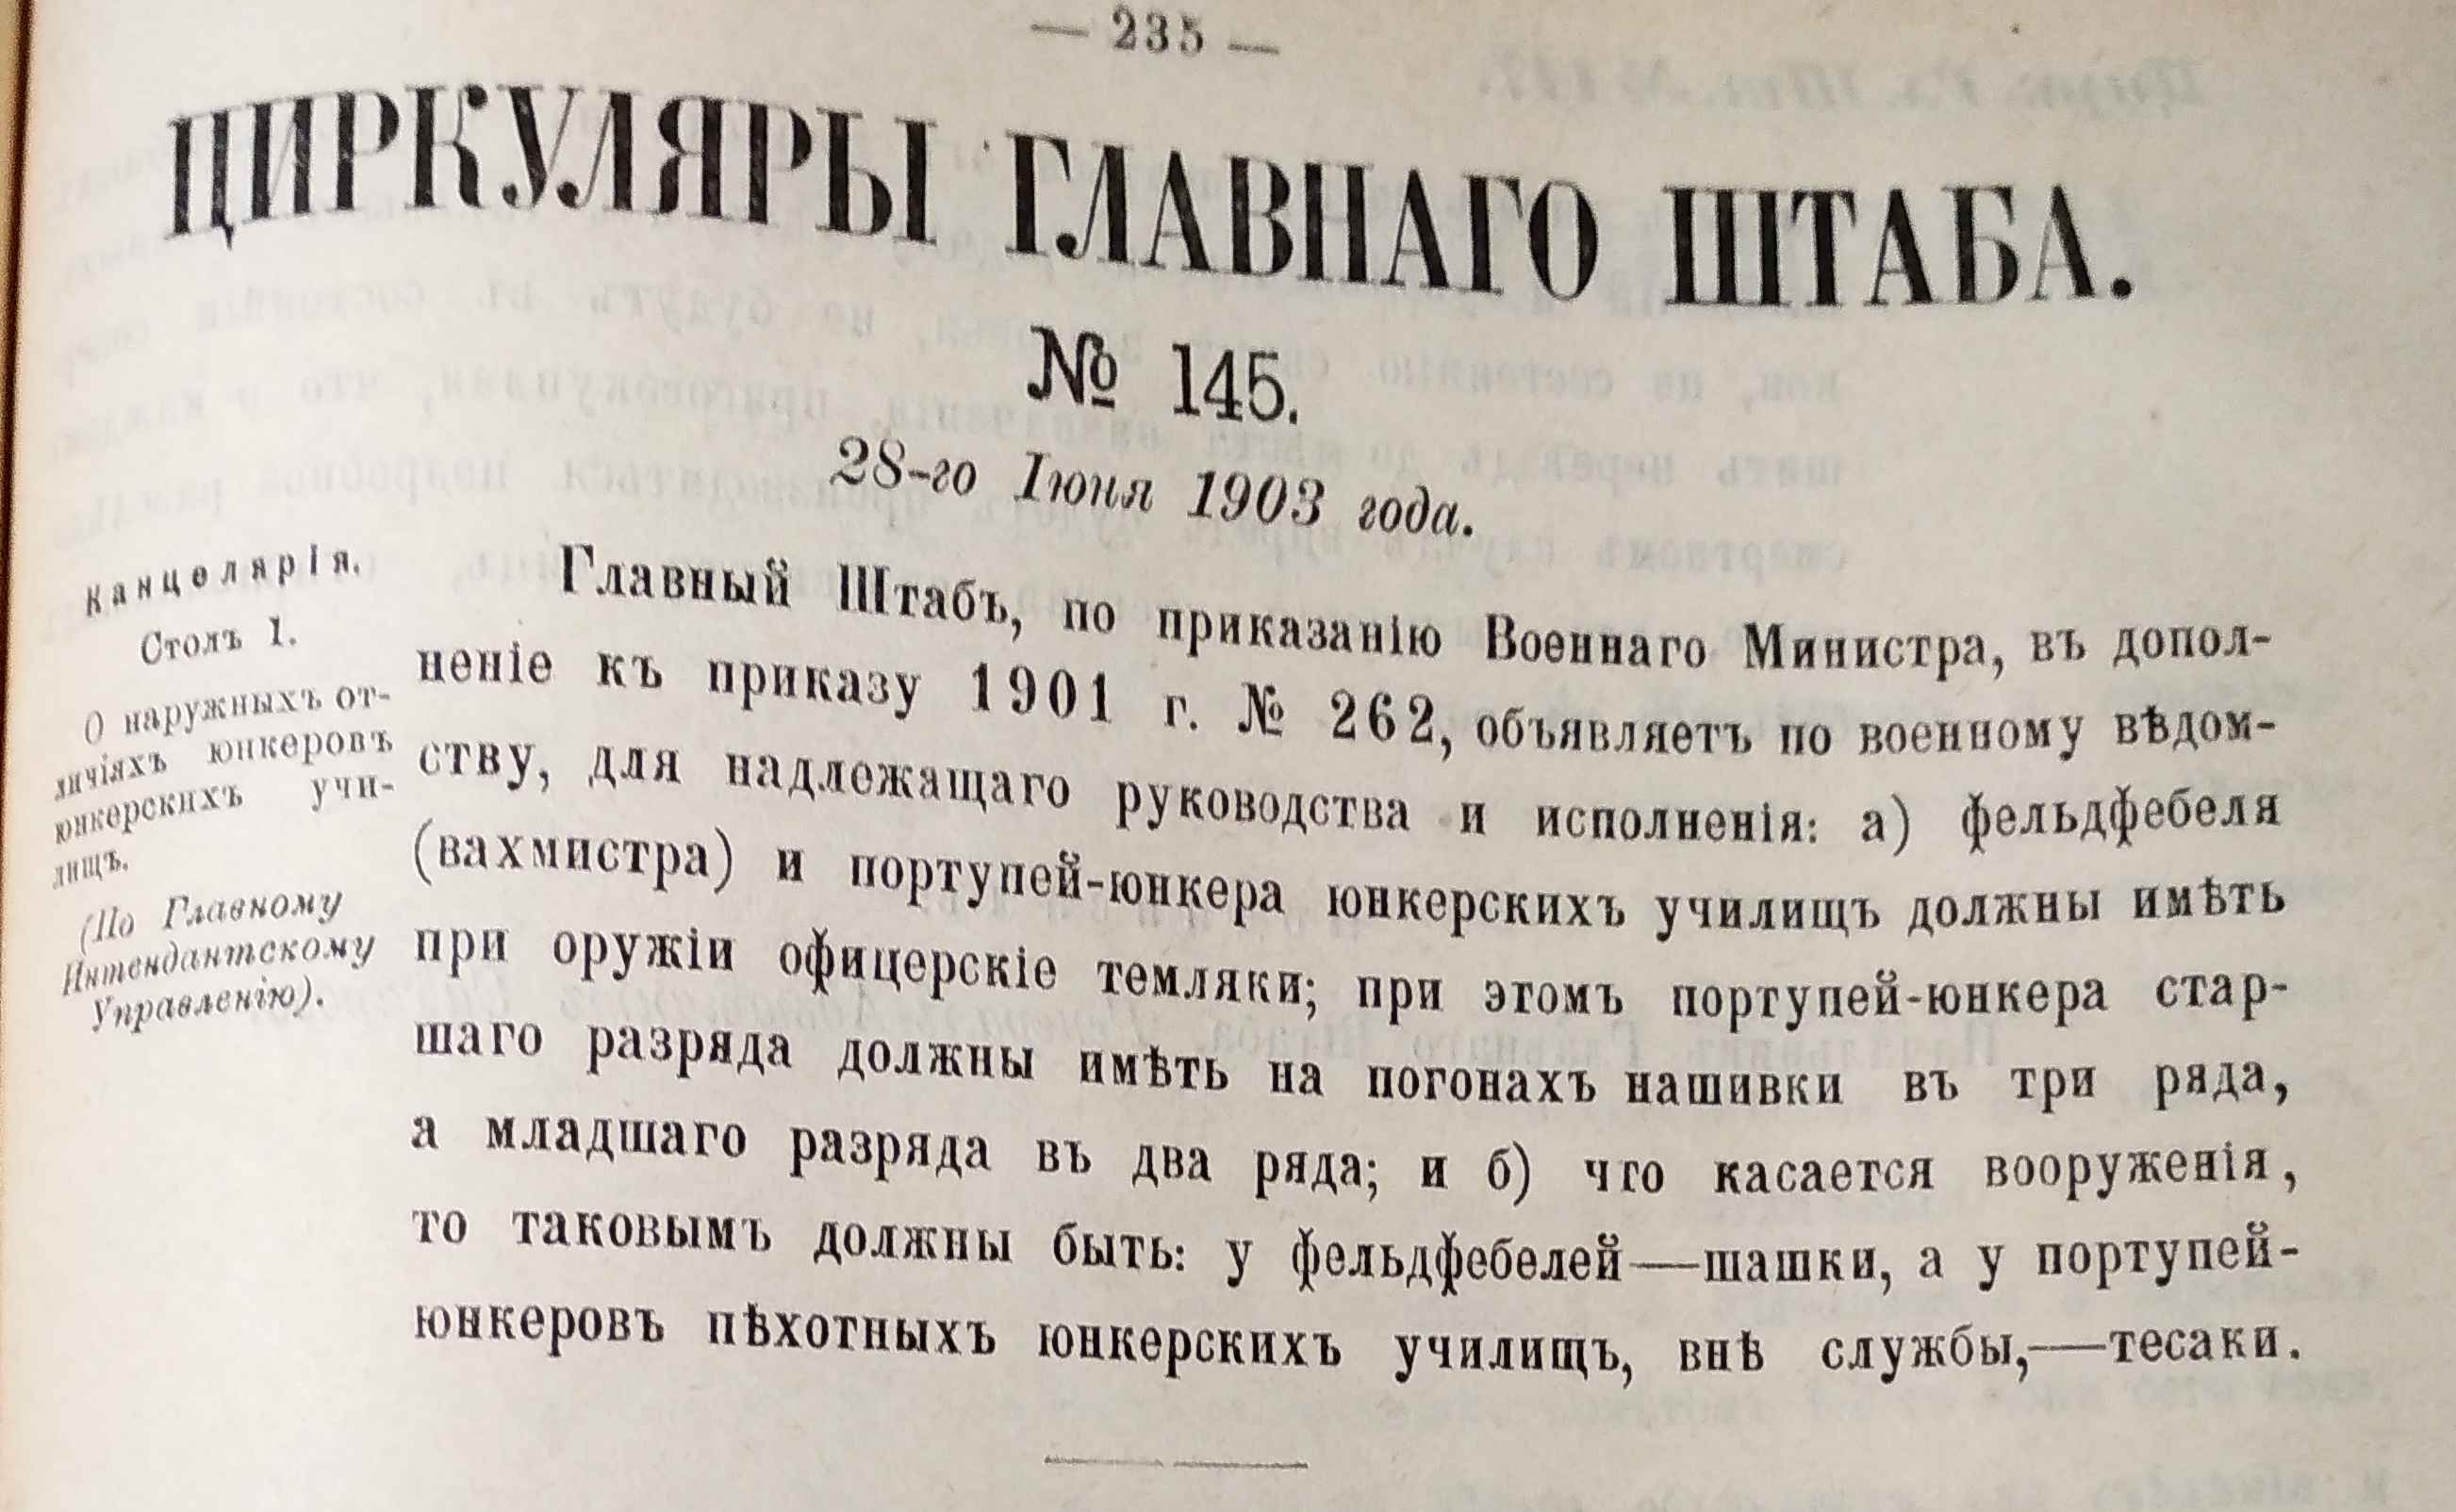 — 235 —
ЦИРКУЛЯРЫ ГЛАВНАГО ШТАБА.
№ 145.
28-го Іюня 1903 года.
Канцелярія.
Столъ 1.
О наружныхъ от-
личіяхъ юнкеровъ
юнкерскихъ учи-
лищъ.
(По Главному
Интендантскому
Управленію).
Главный Штабъ, по приказанію Военнаго Министра, въ допол-
неніе къ приказу 1901 г. № 262, объявляетъ по военному вѣдом-
ству, для надлежащаго руководства и исполненія: а) фельдфебеля
(вахмистра) и портупей-юнкера юнкерскихъ училищъ должны имѣть
при оружіи офицерскіе темляки; при этомъ портупей-юнкера стар-
шаго разряда должны имѣть на погонахъ нашивки въ три ряда,
а младшаго разряда въ два ряда; и б) что касается вооруженія,
то таковымъ должны быть: у фельдфебелей—шашки, а у портупей-
юнкеровъ пѣхотныхъ юнкерскихъ училищъ, внѣ службы,—тесаки.